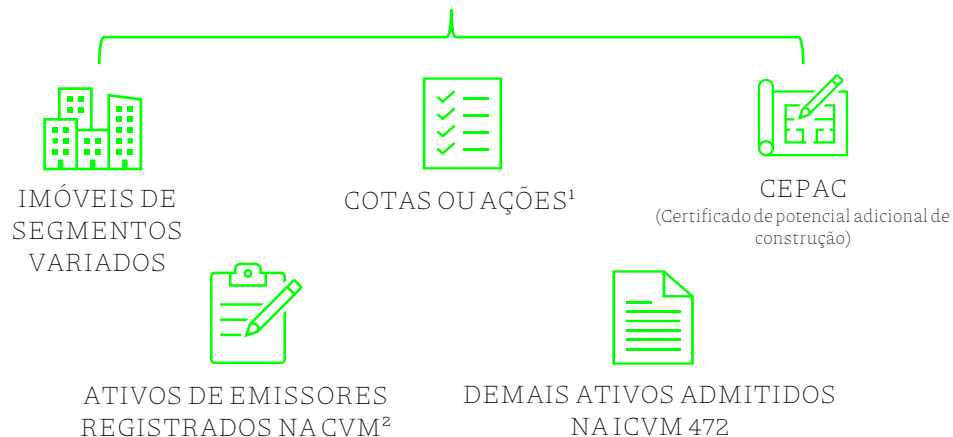 IMÓVEIS DE
SEGMENTOS
VARIADOS
COTAS OU AÇÕES¹
CEPAC
(Certificado de potencial adicional de
construção)
ATIVOS DE EMISSORES
REGISTRADOS NA CVM²
DEMAIS ATIVOS ADMITIDOS
NA ICVM 472